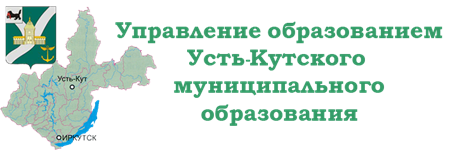 Управление образованием
Усть-Кутского
муниципального
образования
Усть-Кут
ИРКУТСК